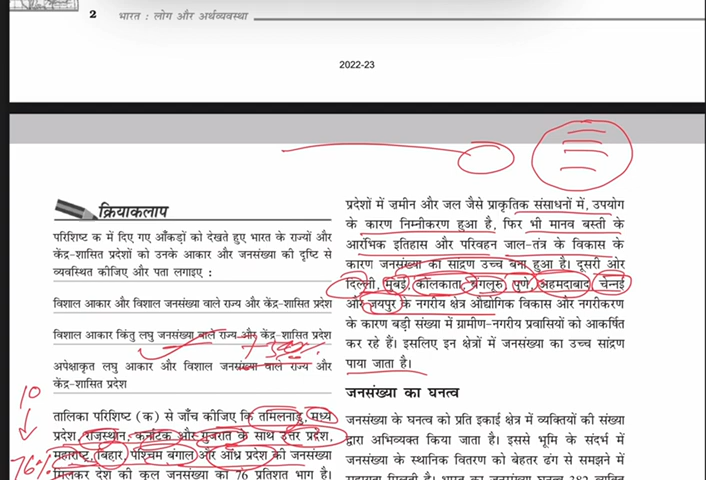 2 भारत : लोग और अर्थव्यवस्था
2022-23
क्रियाकलाप
परिशिष्ट क में दिए गए आँकड़ों को देखते हुए भारत के राज्यों और
केंद्र-शासित प्रदेशों को उनके आकार और जनसंख्या की दृष्टि से
व्यवस्थित कीजिए और पता लगाइए :
विशाल आकार और विशाल जनसंख्या वाले राज्य और केंद्र-शासित प्रदेश
विशाल आकार किंतु लघु जनसंख्या वाले राज्य और केंद्र-शासित प्रदेश
अपेक्षाकृत लघु आकार और विशाल जनसंख्या वाले राज्य और
केंद्र-शासित प्रदेश
10
तालिका परिशिष्ट (क) से जाँच कीजिए कि तमिलनाडु, मध्य
प्रदेश, राजस्थान, कर्नाटक और गुजरात के साथ उत्तर प्रदेश,
महाराष्ट्र, बिहार, पश्चिम बंगाल और आँध्र प्रदेश की जनसंख्या
76%
मिलकर देश की कुल जनसंख्या का 76 प्रतिशत भाग है।
प्रदेशों में जमीन और जल जैसे प्राकृतिक संसाधनों में, उपयोग
के कारण निम्नीकरण हुआ है, फिर भी मानव बस्ती के
आरंभिक इतिहास और परिवहन जाल-तंत्र के विकास के
कारण जनसंख्या का सांद्रण उच्च बना हुआ है। दूसरी ओर
दिल्ली, मुंबई, कोलकाता, बेंगलुरु, पुणे, अहमदाबाद, चेन्नई
और जयपुर के नगरीय क्षेत्र औद्योगिक विकास और नगरीकरण
के कारण बड़ी संख्या में ग्रामीण-नगरीय प्रवासियों को आकर्षित
कर रहे हैं। इसलिए इन क्षेत्रों में जनसंख्या का उच्च सांद्रण
पाया जाता है।
जनसंख्या का घनत्व
जनसंख्या के घनत्व को प्रति इकाई क्षेत्र में व्यक्तियों की संख्या
द्वारा अभिव्यक्त किया जाता है। इससे भूमि के संदर्भ में
जनसंख्या के स्थानिक वितरण को बेहतर ढंग से समझने में